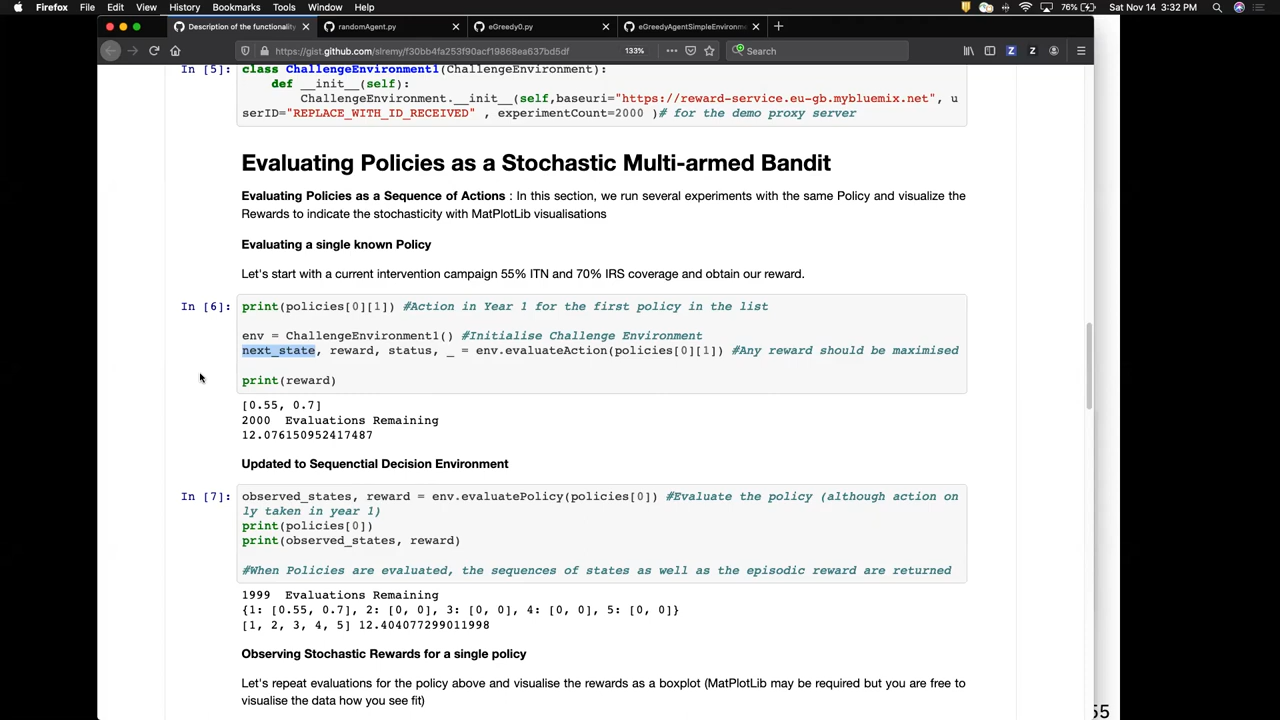 Firefox File Edit View History Bookmarks Tools Window Help 76% Sat Nov 14 3:32 PM
Description of the functionality randomAgent.py eGreedy0.py eGreedyAgentSimpleEnvironm
https://gist.github.com/slremy/f30bb4fa253f90acf19868ea637bd5df 133% Search
In [5]: class ChallengeEnvironment1(ChallengeEnvironment):
def __init__(self):
ChallengeEnvironment.__init__(self,baseuri="https://reward-service.eu-gb.mybluemix.net", u
serID="REPLACE_WITH_ID_RECEIVED" , experimentCount=2000 )# for the demo proxy server
Evaluating Policies as a Stochastic Multi-armed Bandit
Evaluating Policies as a Sequence of Actions : In this section, we run several experiments with the same Policy and visualize the
Rewards to indicate the stochasticity with MatPlotLib visualisations
Evaluating a single known Policy
Let's start with a current intervention campaign 55% ITN and 70% IRS coverage and obtain our reward.
In [6]: print(policies[0][1]) #Action in Year 1 for the first policy in the list
env = ChallengeEnvironment1() #Initialise Challenge Environment
next_state, reward, status, _ = env.evaluateAction(policies[0][1]) #Any reward should be maximised
print(reward)
[0.55, 0.7]
2000 Evaluations Remaining
12.076150952417487
Updated to Sequenctial Decision Environment
In [7]: observed_states, reward = env.evaluatePolicy(policies[0]) #Evaluate the policy (although action on
ly taken in year 1)
print(policies[0])
print(observed_states, reward)
#When Policies are evaluated, the sequences of states as well as the episodic reward are returned
1999 Evaluations Remaining
{1: [0.55, 0.7], 2: [0, 0], 3: [0, 0], 4: [0, 0], 5: [0, 0]}
[1, 2, 3, 4, 5] 12.404077299011998
Observing Stochastic Rewards for a single policy
Let's repeat evaluations for the policy above and visualise the rewards as a boxplot (MatPlotLib may be required but you are free to
visualise the data how you see fit)
55